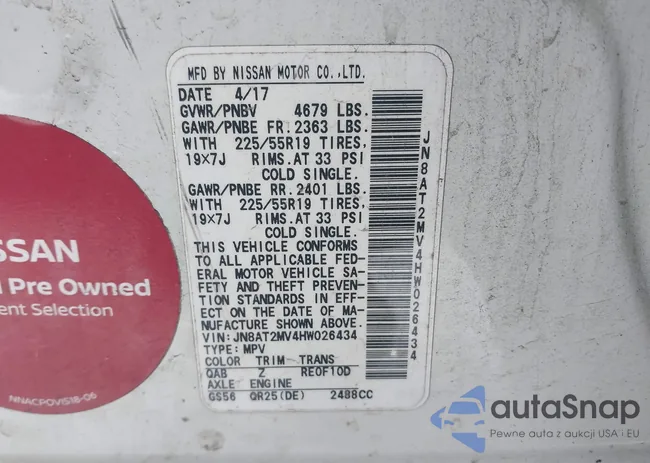 MFD BY NISSAN MOTOR CO.,LTD.
DATE 4/17
GVWR/PNBV 4679 LBS.
GAWR/PNBE FR. 2363 LBS.
WITH 225/55R19 TIRES,
19×7J RIMS.AT 33 PSI
COLD SINGLE.
GAWR/PNBE RR. 2401 LBS.
WITH 225/55R19 TIRES,
19×7J RIMS.AT 33 PSI
COLD SINGLE.
THIS VEHICLE CONFORMS
TO ALL APPLICABLE FED-
ERAL MOTOR VEHICLE SA-
FETY AND THEFT PREVEN-
TION STANDARDS IN EFF-
ECT ON THE DATE OF MA-
NUFACTURE SHOWN ABOVE.
VIN:JN8AT2MV4HW026434
TYPE:MPV
COLOR TRIM TRANS
QAB Z RE0F10D
AXLE ENGINE
GS56 QR25(DE) 2488CC
JN8AT2MV4HW026434
SSAN
Pre Owned
ent Selection
NNACPOVIS18-06
autaSnap
Pewne auta z aukcji USA i EU